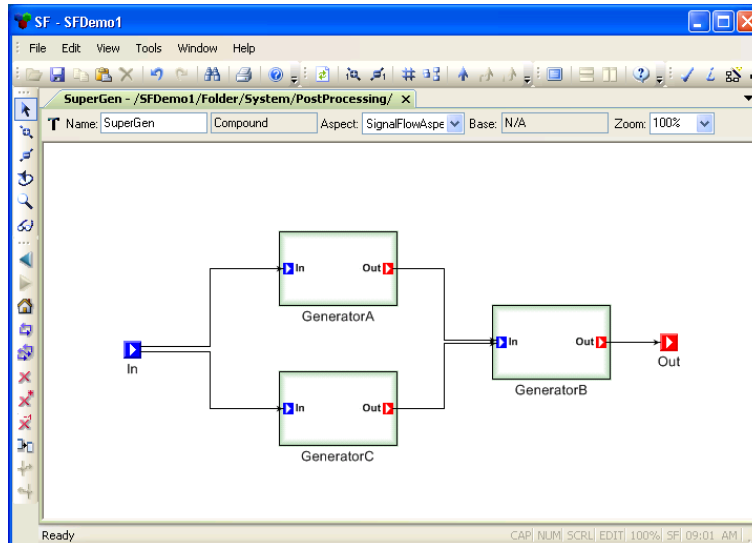 SF - SFDemo1
File Edit View Tools Window Help
SuperGen - /SFDemo1/Folder/System/PostProcessing/ ×
Name: SuperGen Compound Aspect: SignalFlowAspe Base: N/A Zoom: 100%
In Out
GeneratorA
In Out
In
Out
GeneratorB
In Out
GeneratorC
Ready CAP NUM SCRL EDIT 100% SF 09:01 AM